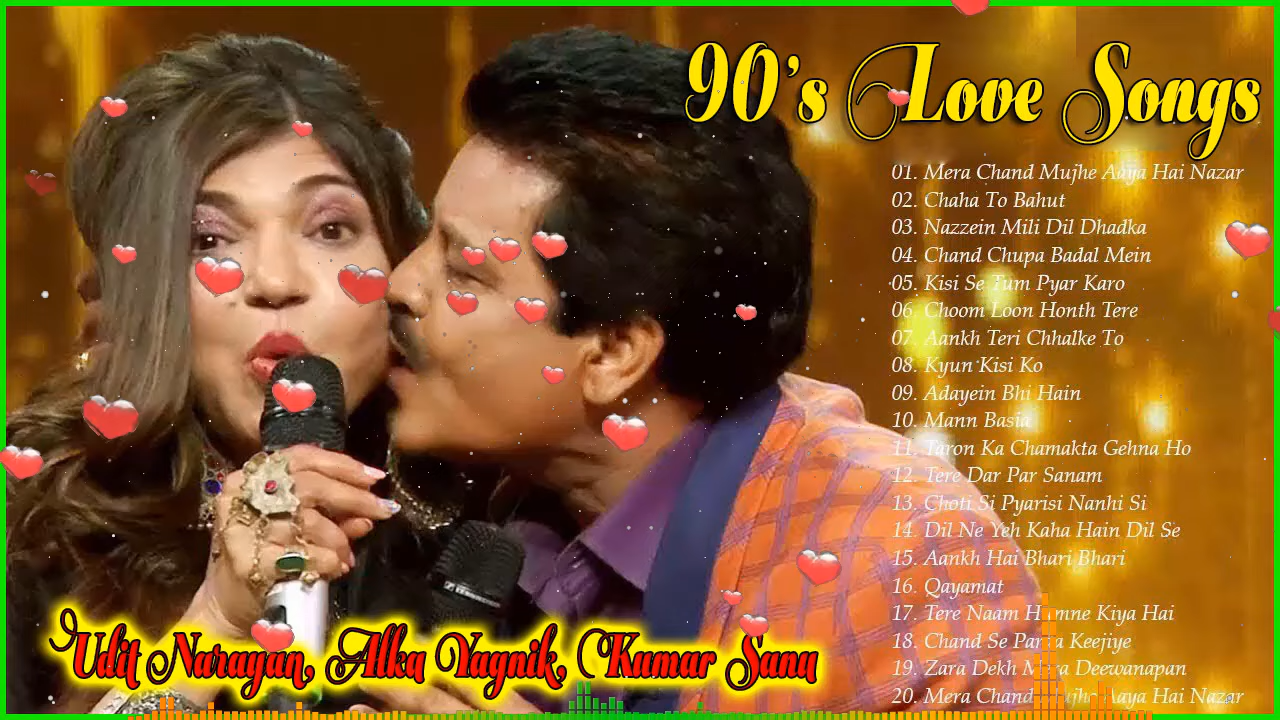 90's Love Songs
01. Mera Chand Mujhe Aaya Hai Nazar
02. Chaha To Bahut
03. Nazzein Mili Dil Dhadka
04. Chand Chupa Badal Mein
05. Kisi Se Tum Pyar Karo
06. Choom Loon Honth Tere
07. Aankh Teri Chhalke To
08. Kyun Kisi Ko
09. Adayein Bhi Hain
10. Mann Basia
11. Taron Ka Chamakta Gehna Ho
12. Tere Dar Par Sanam
13. Choti Si Pyarisi Nanhi Si
14. Dil Ne Yeh Kaha Hain Dil Se
15. Aankh Hai Bhari Bhari
16. Qayamat
17. Tere Naam Humne Kiya Hai
18. Chand Se Parda Keejiye
19. Zara Dekh Mera Deewanapan
20. Mera Chand Mujhe Aaya Hai Nazar
Udit Narayan, Alka Yagnik, Kumar Sanu